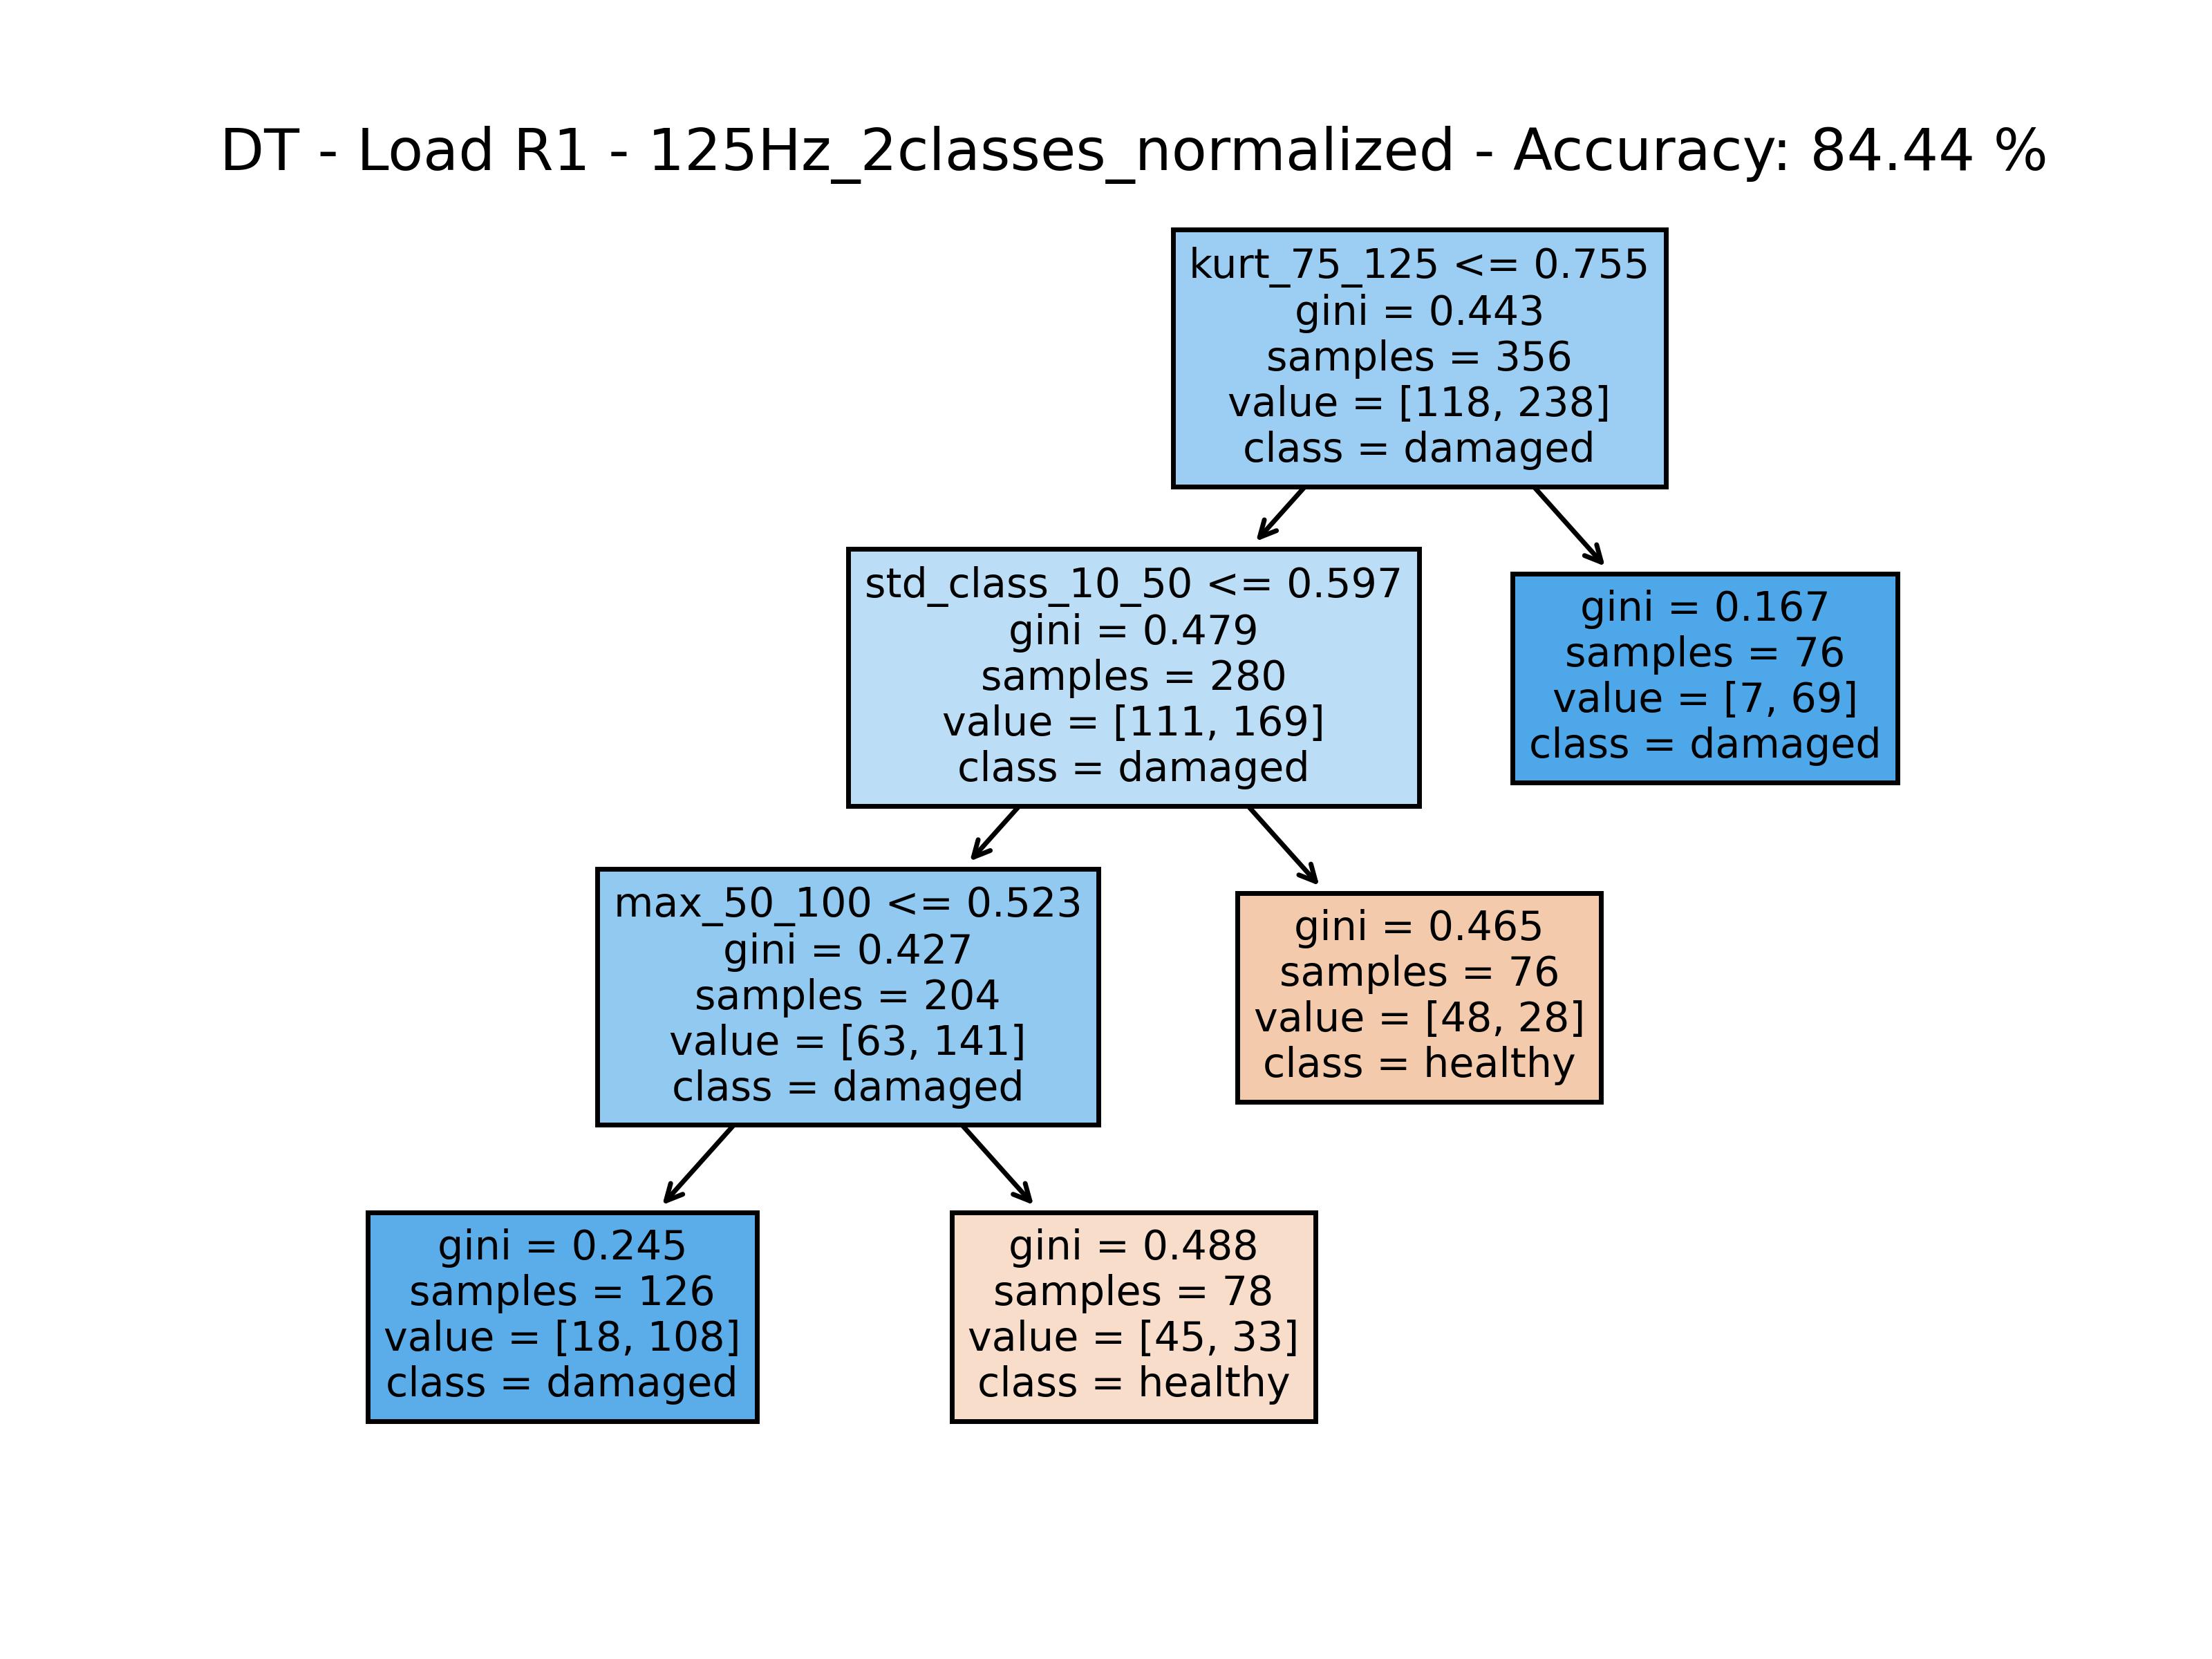 DT - Load R1 - 125Hz_2classes_normalized - Accuracy: 84.44 %
kurt_75_125 <= 0.755
gini = 0.443
samples = 356
value = [118, 238]
class = damaged
std_class_10_50 <= 0.597
gini = 0.479
samples = 280
value = [111, 169]
class = damaged
gini = 0.167
samples = 76
value = [7, 69]
class = damaged
max_50_100 <= 0.523
gini = 0.427
samples = 204
value = [63, 141]
class = damaged
gini = 0.465
samples = 76
value = [48, 28]
class = healthy
gini = 0.245
samples = 126
value = [18, 108]
class = damaged
gini = 0.488
samples = 78
value = [45, 33]
class = healthy